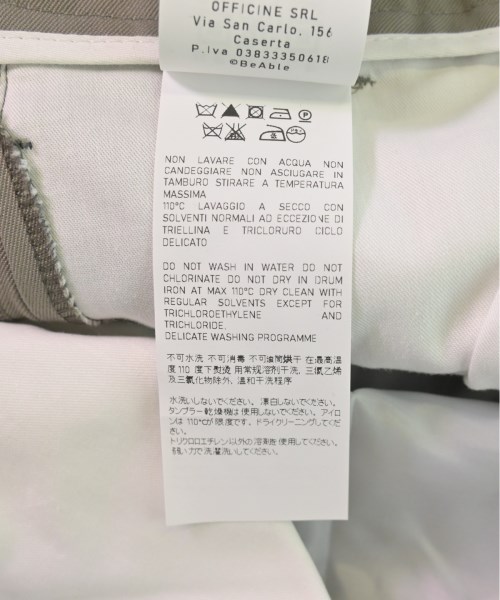 OFFICINE SRL
Via San Carlo, 156
Caserta
P.Iva 03833350618
©BeAble
NON LAVARE CON ACQUA NON
CANDEGGIARE NON ASCIUGARE IN
TAMBURO STIRARE A TEMPERATURA
MASSIMA
110°C LAVAGGIO A SECCO CON
SOLVENTI NORMALI AD ECCEZIONE DI
TRIELLINA E TRICLORURO CICLO
DELICATO
DO NOT WASH IN WATER DO NOT
CHLORINATE DO NOT DRY IN DRUM
IRON AT MAX 110°C DRY CLEAN WITH
REGULAR SOLVENTS EXCEPT FOR
TRICHLOROETHYLENE AND
TRICHLORIDE.
DELICATE WASHING PROGRAMME
不可水洗 不可消毒 不可滚筒烘干 在最高温
度 110 度下熨烫 用常规溶剂干洗, 三氯乙烯
及三氯化物除外, 温和干洗程序
水洗いしないでください。漂白しないでください。
タンブラー乾燥機は使用しないでください。アイロ
ンは 110°cが限度です。ドライクリーニングしてくだ
さい。
トリクロロエチレン以外の溶剤を使用してください。
弱い力で洗濯洗いしてください。